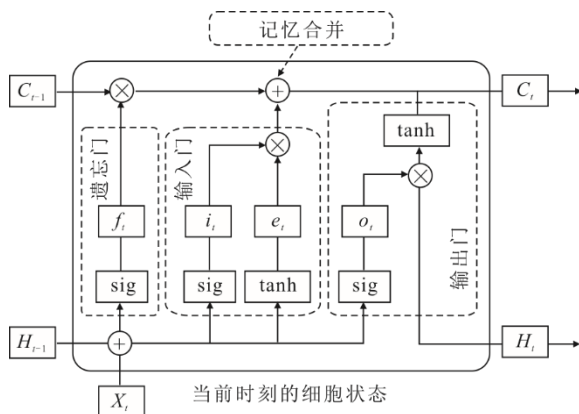 记忆合并
C_{t-1}
C_t
tanh
遗忘门
输入门
f_t
i_t
e_t
o_t
sig
sig
tanh
sig
输出门
H_{t-1}
H_t
X_t
当前时刻的细胞状态